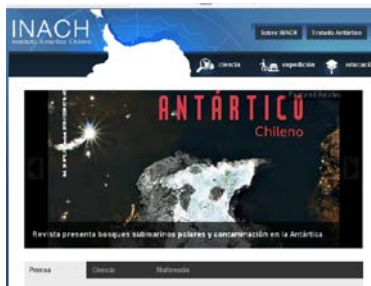 INACH
Instituto Antártico Chileno
Sobre INACH
Tratado Antártico
ciencia
expedición
educaci
ANTÁRTICO
Chileno
Revista presenta bosques submarinos polares y contaminación en la Antártica
Prensa
Ciencia
Multimedia